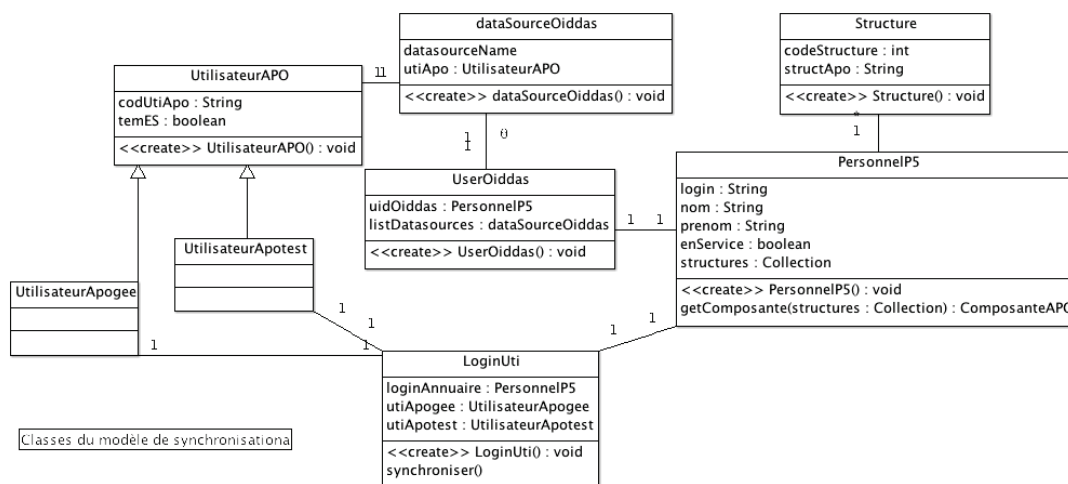 dataSourceOiddas
datasourceName
utiApo : UtilisateurAPO
<<create>> dataSourceOiddas() : void
Structure
codeStructure : int
structApo : String
<<create>> Structure() : void
UtilisateurAPO
codUtiApo : String
temES : boolean
<<create>> UtilisateurAPO() : void
11
1
1
0
*
1
UserOiddas
uidOiddas : PersonnelP5
listDatasources : dataSourceOiddas
<<create>> UserOiddas() : void
1
1
PersonnelP5
login : String
nom : String
prenom : String
enService : boolean
structures : Collection
<<create>> PersonnelP5() : void
getComposante(structures : Collection) : ComposanteAPO
UtilisateurApotest
UtilisateurApogee
1
1
1
1
1
1
LoginUti
loginAnnuaire : PersonnelP5
utiApogee : UtilisateurApogee
utiApotest : UtilisateurApotest
<<create>> LoginUti() : void
synchroniser()
Classes du modèle de synchronisationa